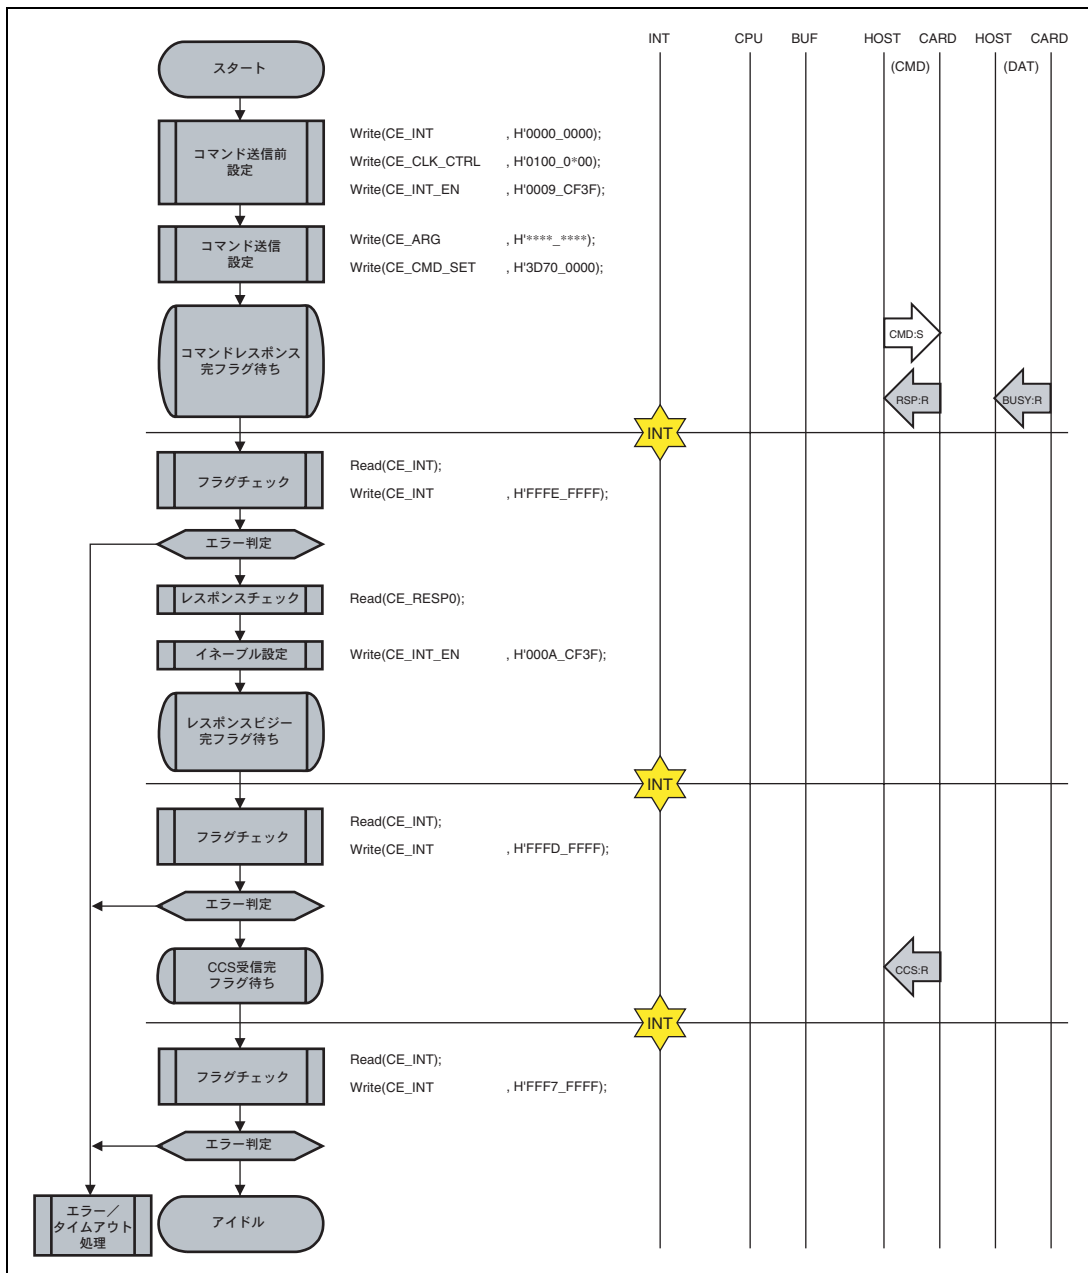 INT CPU BUF HOST CARD HOST CARD
(CMD) (DAT)
スタート
コマンド送信前
設定
Write(CE_INT , H'0000_0000);
Write(CE_CLK_CTRL , H'0100_0*00);
Write(CE_INT_EN , H'0009_CF3F);
コマンド送信
設定
Write(CE_ARG , H'****_****);
Write(CE_CMD_SET , H'3D70_0000);
コマンドレスポンス
完フラグ待ち
CMD:S
RSP:R
BUSY:R
INT
フラグチェック
Read(CE_INT);
Write(CE_INT , H'FFFE_FFFF);
エラー判定
レスポンスチェック
Read(CE_RESP0);
イネーブル設定
Write(CE_INT_EN , H'000A_CF3F);
レスポンスビジー
完フラグ待ち
INT
フラグチェック
Read(CE_INT);
Write(CE_INT , H'FFFD_FFFF);
エラー判定
CCS受信完
フラグ待ち
CCS:R
INT
フラグチェック
Read(CE_INT);
Write(CE_INT , H'FFF7_FFFF);
エラー判定
エラー／
タイムアウト
処理
アイドル